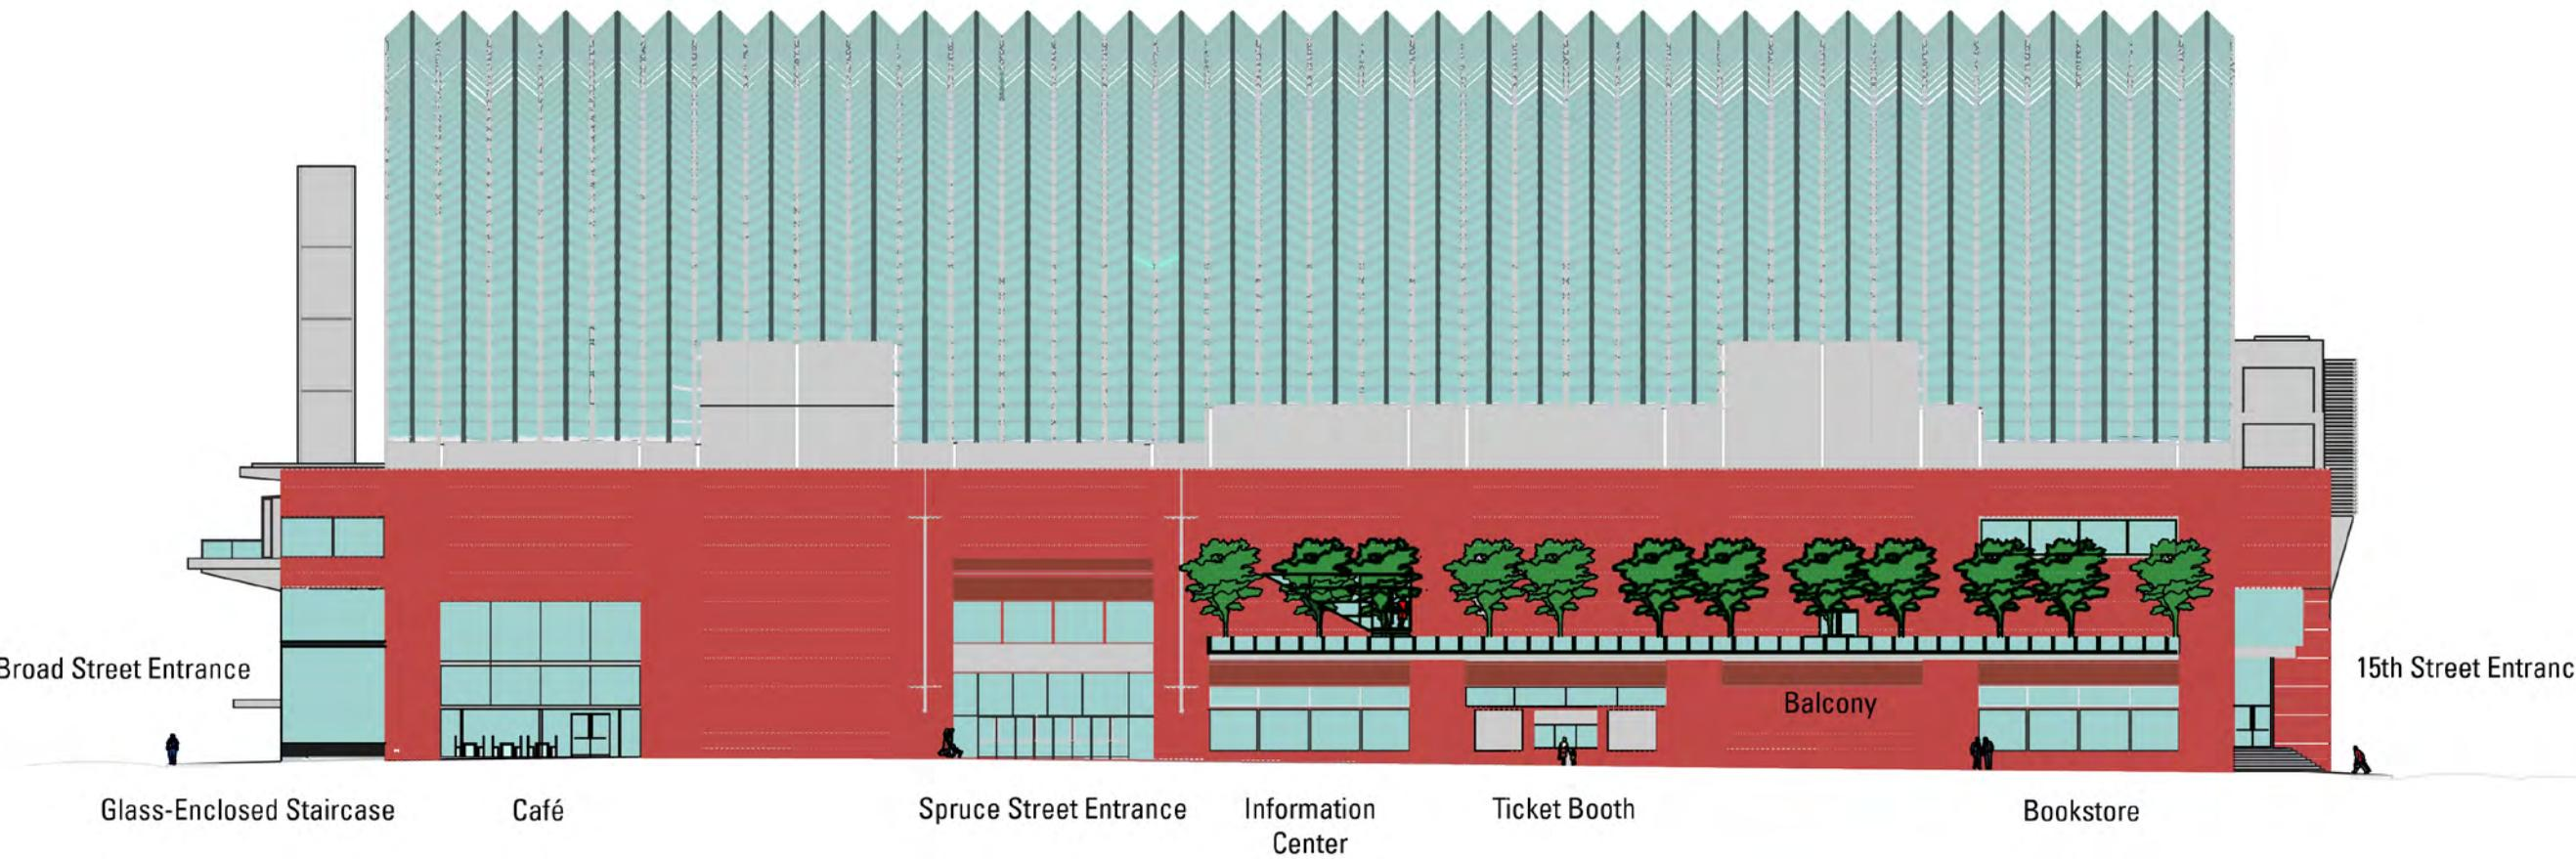 Broad Street Entrance
15th Street Entranc
Balcony
Glass-Enclosed Staircase
Café
Spruce Street Entrance
Information
Center
Ticket Booth
Bookstore